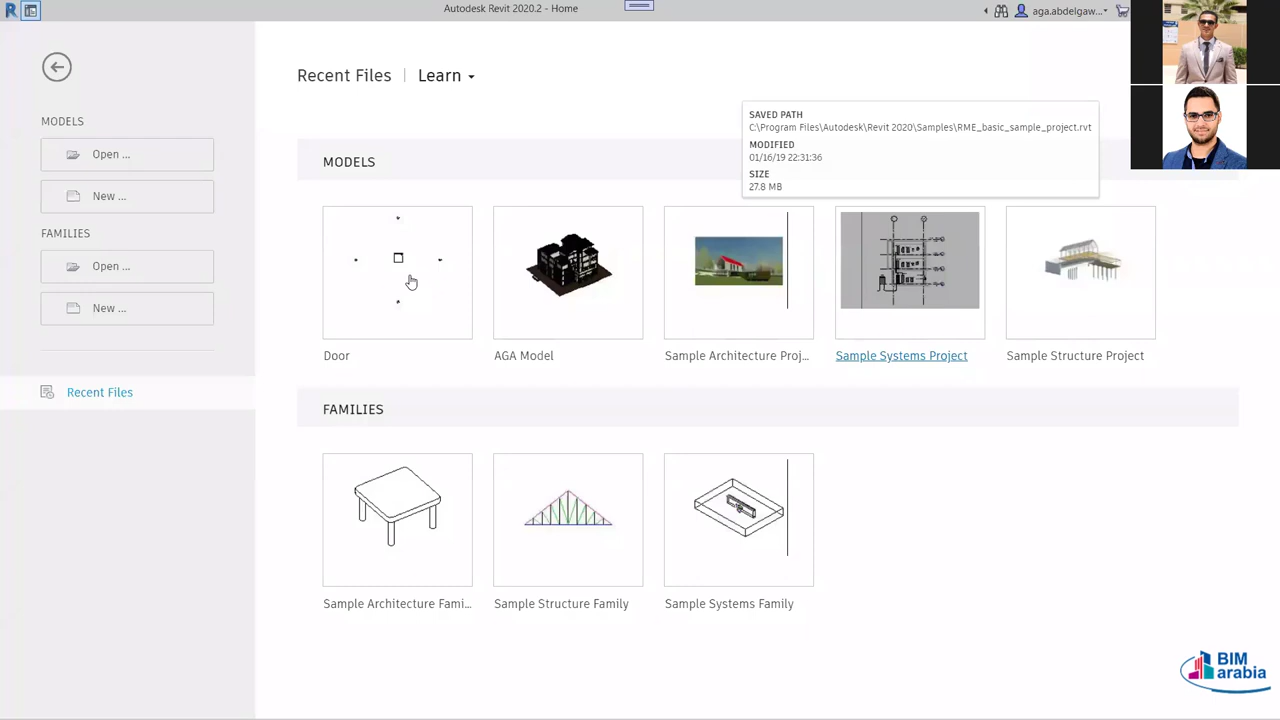 Autodesk Revit 2020.2 - Home
aga.abdelgaw...
Recent Files
Learn
MODELS
Open ...
New ...
FAMILIES
Open ...
New ...
Recent Files
SAVED PATH
C:\Program Files\Autodesk\Revit 2020\Samples\RME_basic_sample_project.rvt
MODIFIED
01/16/19 22:31:36
SIZE
27.8 MB
MODELS
Door
AGA Model
Sample Architecture Proj...
Sample Systems Project
Sample Structure Project
FAMILIES
Sample Architecture Fami...
Sample Structure Family
Sample Systems Family
BIM
arabia